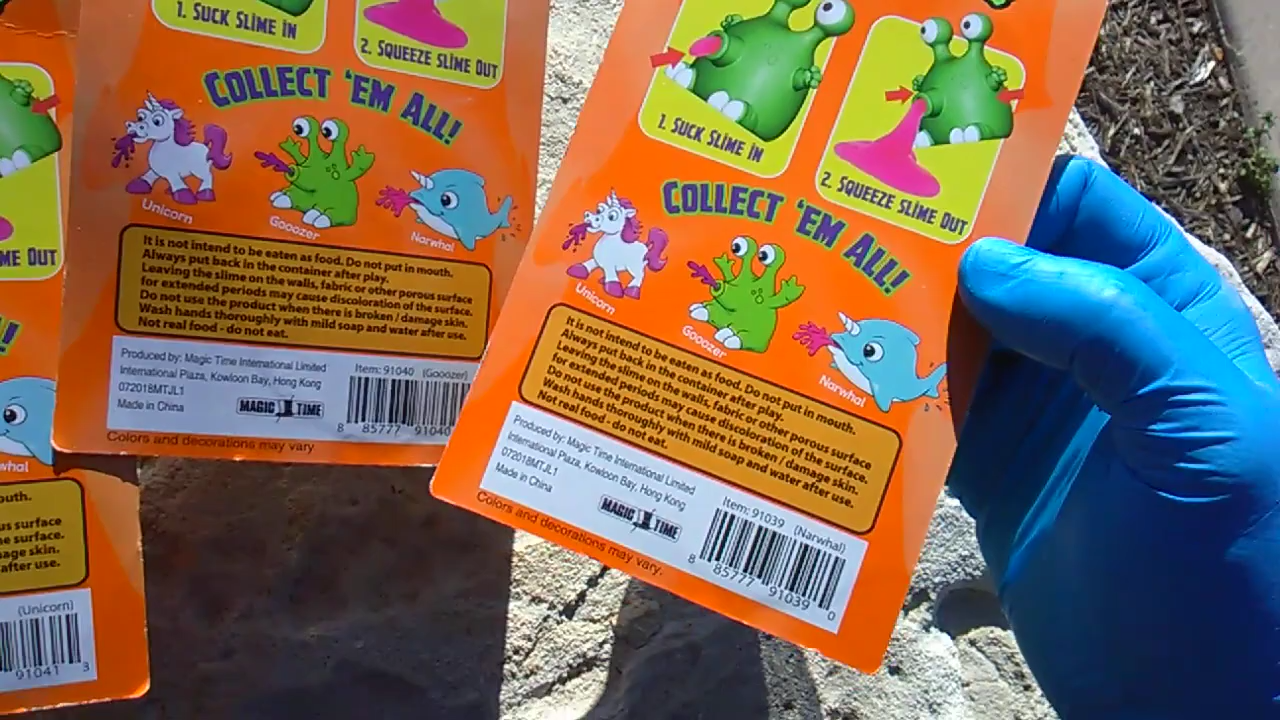 1. SUCK SLIME IN
2. SQUEEZE SLIME OUT
COLLECT 'EM ALL!
Unicorn
Gooozer
Narwhal
It is not intend to be eaten as food. Do not put in mouth.
Always put back in the container after play.
Leaving the slime on the walls, fabric or other porous surface
for extended periods may cause discoloration of the surface.
Do not use the product when there is broken / damage skin.
Wash hands thoroughly with mild soap and water after use.
Not real food - do not eat.
Produced by: Magic Time International Limited
International Plaza, Kowloon Bay, Hong Kong
072018MTJL1
Made in China
MAGIC TIME
Item: 91040 (Gooozer)
8 85777 91040
Colors and decorations may vary
1. SUCK SLIME IN
2. SQUEEZE SLIME OUT
COLLECT 'EM ALL!
Unicorn
Gooozer
Narwhal
It is not intend to be eaten as food. Do not put in mouth.
Always put back in the container after play.
Leaving the slime on the walls, fabric or other porous surface
for extended periods may cause discoloration of the surface.
Do not use the product when there is broken / damage skin.
Wash hands thoroughly with mild soap and water after use.
Not real food - do not eat.
Produced by: Magic Time International Limited
International Plaza, Kowloon Bay, Hong Kong
072018MTJL1
Made in China
MAGIC TIME
Item: 91039 (Narwhal)
8 85777 91039 0
Colors and decorations may vary.
ME OUT
L!
whal
outh.
us surface
e surface.
age skin.
after use.
(Unicorn)
91041 3